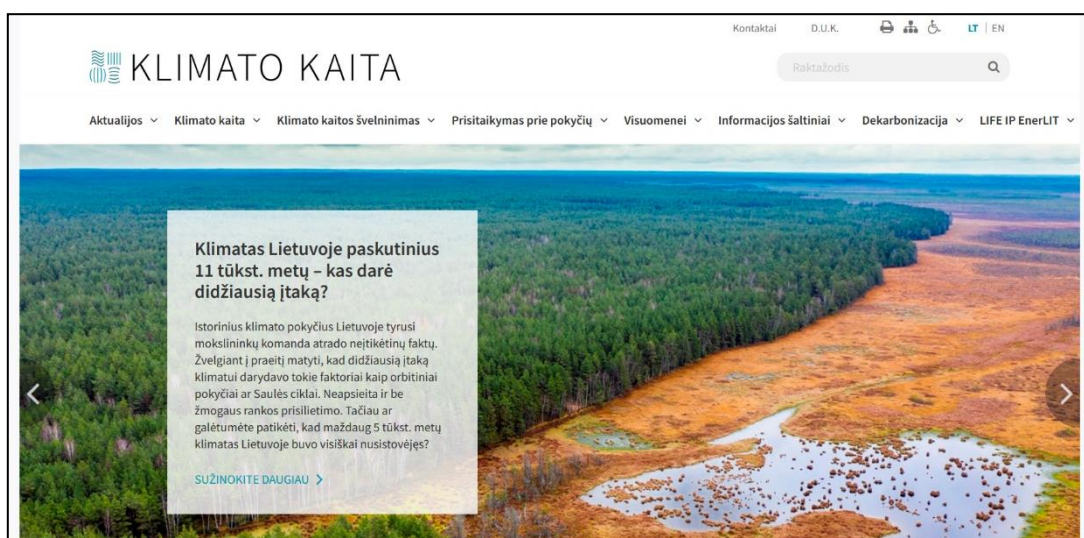 Kontaktai D.U.K. LT | EN
KLIMATO KAITA
Raktažodis
Aktualijos Klimato kaita Klimato kaitos švelninimas Prisitaikymas prie pokyčių Visuomenei Informacijos šaltiniai Dekarbonizacija LIFE IP EnerLIT
Klimatas Lietuvoje paskutinius
11 tūkst. metų – kas darė
didžiausią įtaką?
Istorinius klimato pokyčius Lietuvoje tyrusi
mokslininkų komanda atrado neįtikėtinų faktų.
Žvelgiant į praeitį matyti, kad didžiausią įtaką
klimatui darydavo tokie faktoriai kaip orbitiniai
pokyčiai ar Saulės ciklai. Neapsieita ir be
žmogaus rankos prisilietimo. Tačiau ar
galėtumėte patikėti, kad maždaug 5 tūkst. metų
klimatas Lietuvoje buvo visiškai nusistovėjęs?
SUŽINOKITE DAUGIAU